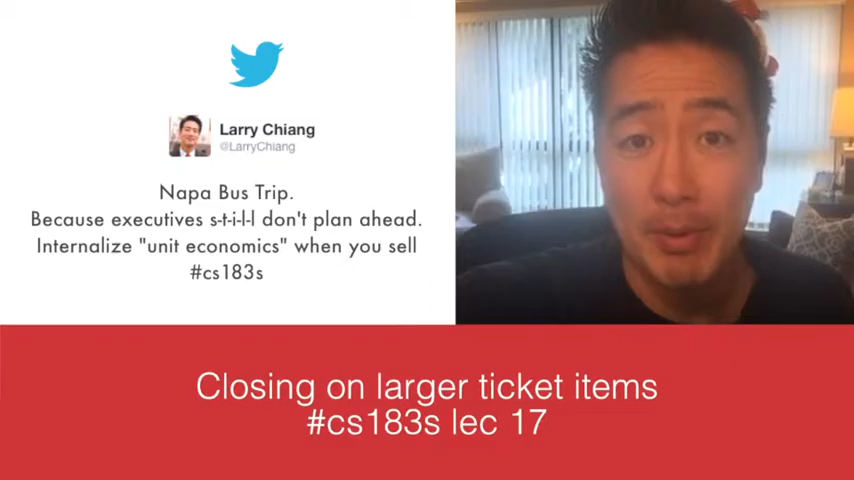 Larry Chiang
@LarryChiang
Napa Bus Trip.
Because executives s-t-i-l-l don't plan ahead.
Internalize "unit economics" when you sell
#cs183s
Closing on larger ticket items
#cs183s lec 17